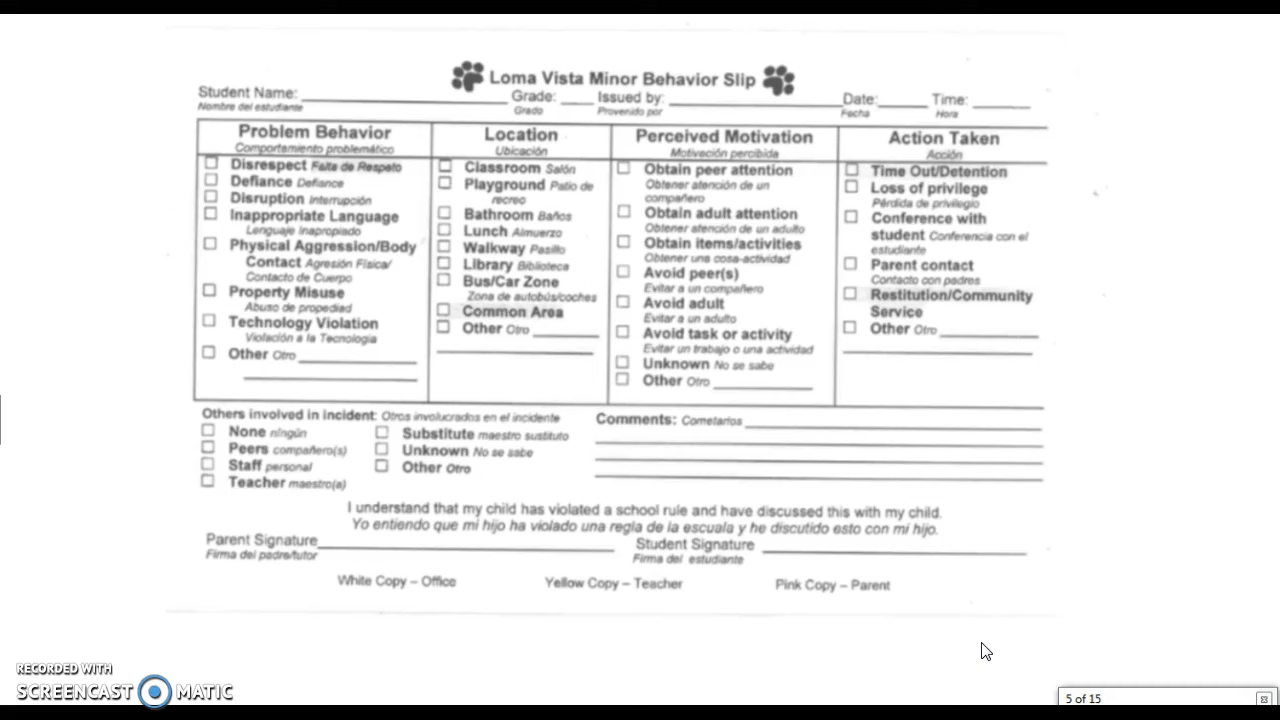 Loma Vista Minor Behavior Slip
Student Name: Grade: Issued by: Date: Time:
Nombre del estudiante Grado Provenido por Fecha Hora
Problem Behavior
Comportamiento problemático
Disrespect Falta de Respeto
Defiance Defiance
Disruption Interrupción
Inappropriate Language
Lenguaje Inapropiado
Physical Aggression/Body
Contact Agresión Física/
Contacto de Cuerpo
Property Misuse
Abuso de propiedad
Technology Violation
Violación a la Tecnologia
Other Otro
Location
Ubicación
Classroom Salón
Playground Patio de
recreo
Bathroom Baños
Lunch Almuerzo
Walkway Pasillo
Library Biblioteca
Bus/Car Zone
Zona de autobús/coches
Common Area
Other Otro
Perceived Motivation
Motivación percibida
Obtain peer attention
Obtener atención de un
compañero
Obtain adult attention
Obtener atención de un adulto
Obtain items/activities
Obtener una cosa-actividad
Avoid peer(s)
Evitar a un compañero
Avoid adult
Evitar a un adulto
Avoid task or activity
Evitar un trabajo o una actividad
Unknown No se sabe
Other Otro
Action Taken
Acción
Time Out/Detention
Loss of privilege
Pérdida de privilegio
Conference with
student Conferencia con el
estudiante
Parent contact
Contacto con padres
Restitution/Community
Service
Other Otro
Others involved in incident: Otros involucrados en el incidente
None ningún
Peers compañero(s)
Staff personal
Teacher maestro(a)
Substitute maestro sustituto
Unknown No se sabe
Other Otro
Comments: Cometarios
I understand that my child has violated a school rule and have discussed this with my child.
Yo entiendo que mi hijo ha violado una regla de la escuala y he discutido esto con mi hijo.
Parent Signature Student Signature
Firma del padre/tutor Firma del estudiante
White Copy – Office Yellow Copy – Teacher Pink Copy – Parent
RECORDED WITH
SCREENCAST MATIC
5 of 15